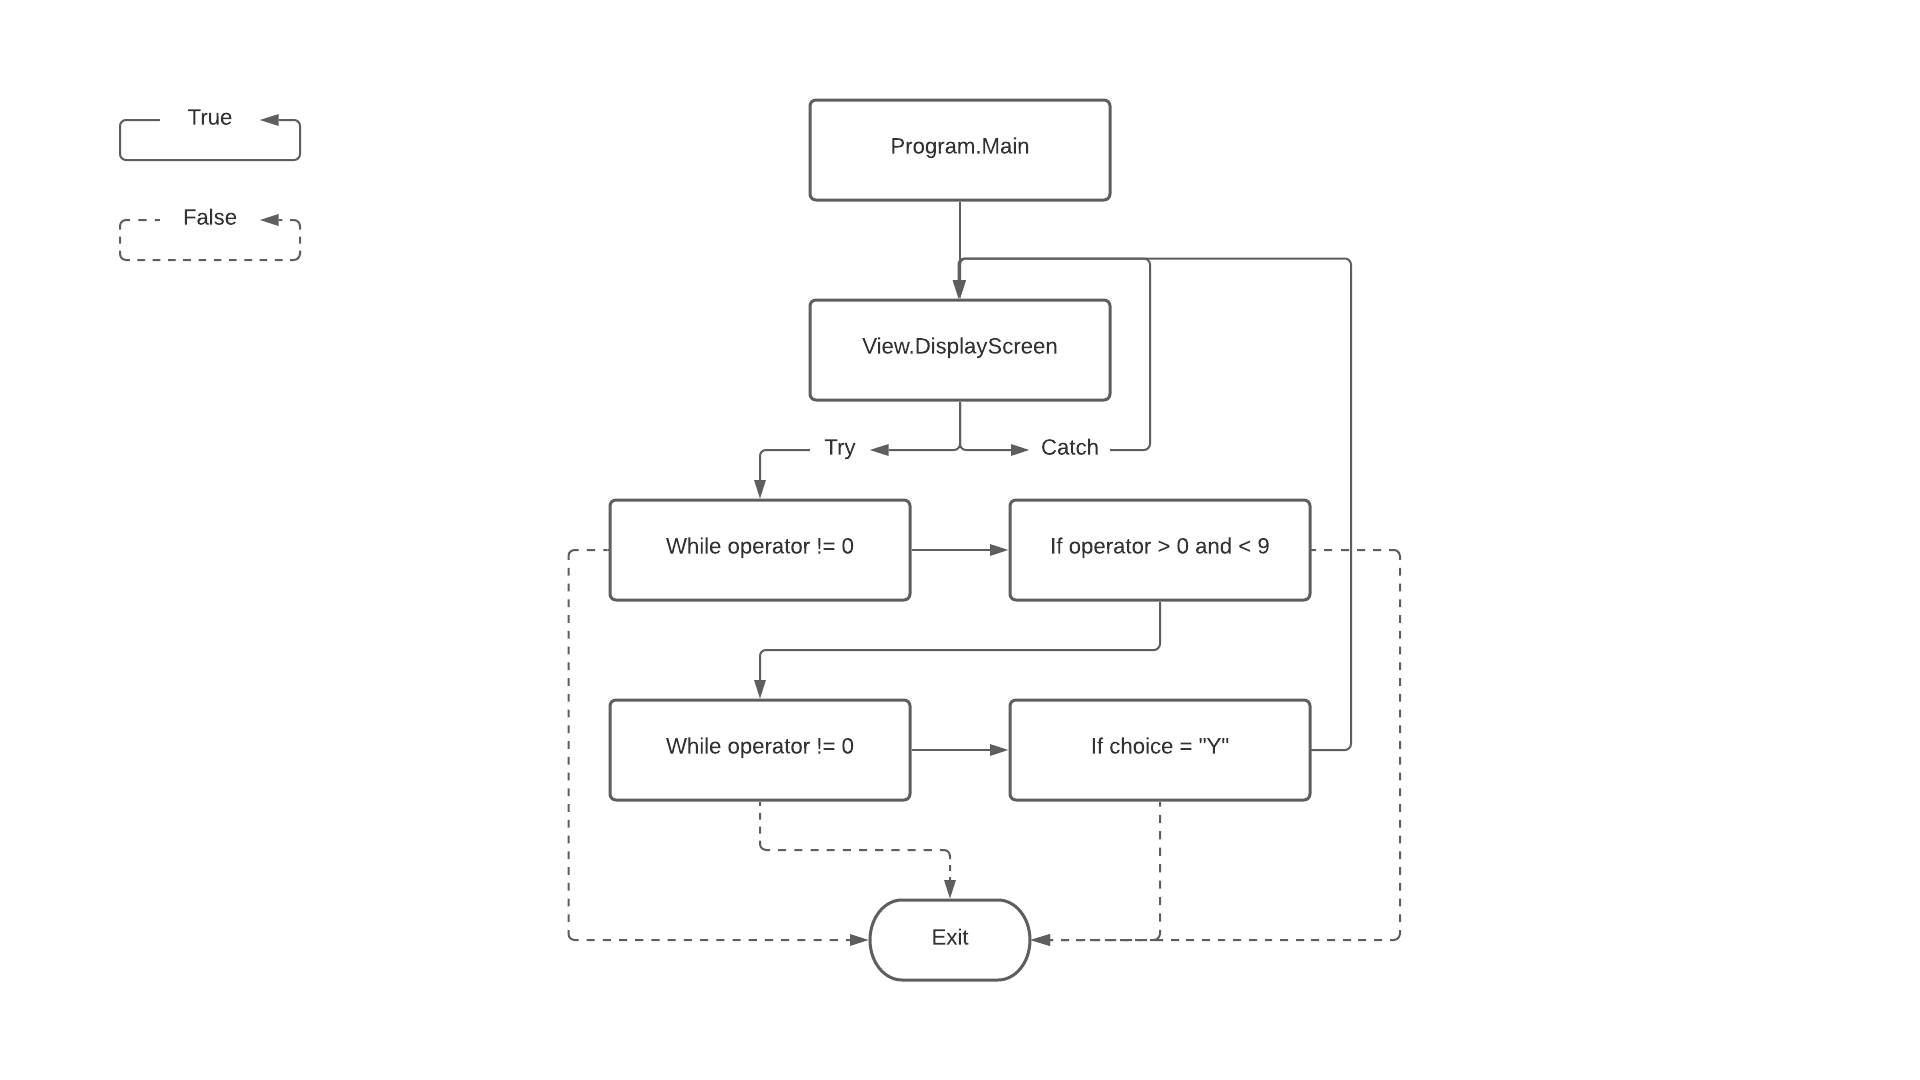 True
False
Program.Main
View.DisplayScreen
Try
Catch
While operator != 0
If operator > 0 and < 9
While operator != 0
If choice = "Y"
Exit